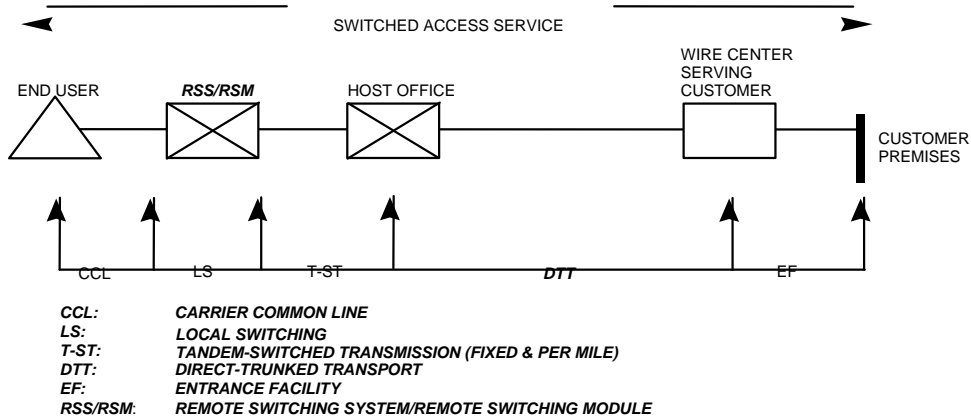 SWITCHED ACCESS SERVICE
WIRE CENTER
SERVING
CUSTOMER
END USER
RSS/RSM
HOST OFFICE
CUSTOMER
PREMISES
CCL
LS
T-ST
DTT
EF
CCL: CARRIER COMMON LINE
LS: LOCAL SWITCHING
T-ST: TANDEM-SWITCHED TRANSMISSION (FIXED & PER MILE)
DTT: DIRECT-TRUNKED TRANSPORT
EF: ENTRANCE FACILITY
RSS/RSM: REMOTE SWITCHING SYSTEM/REMOTE SWITCHING MODULE